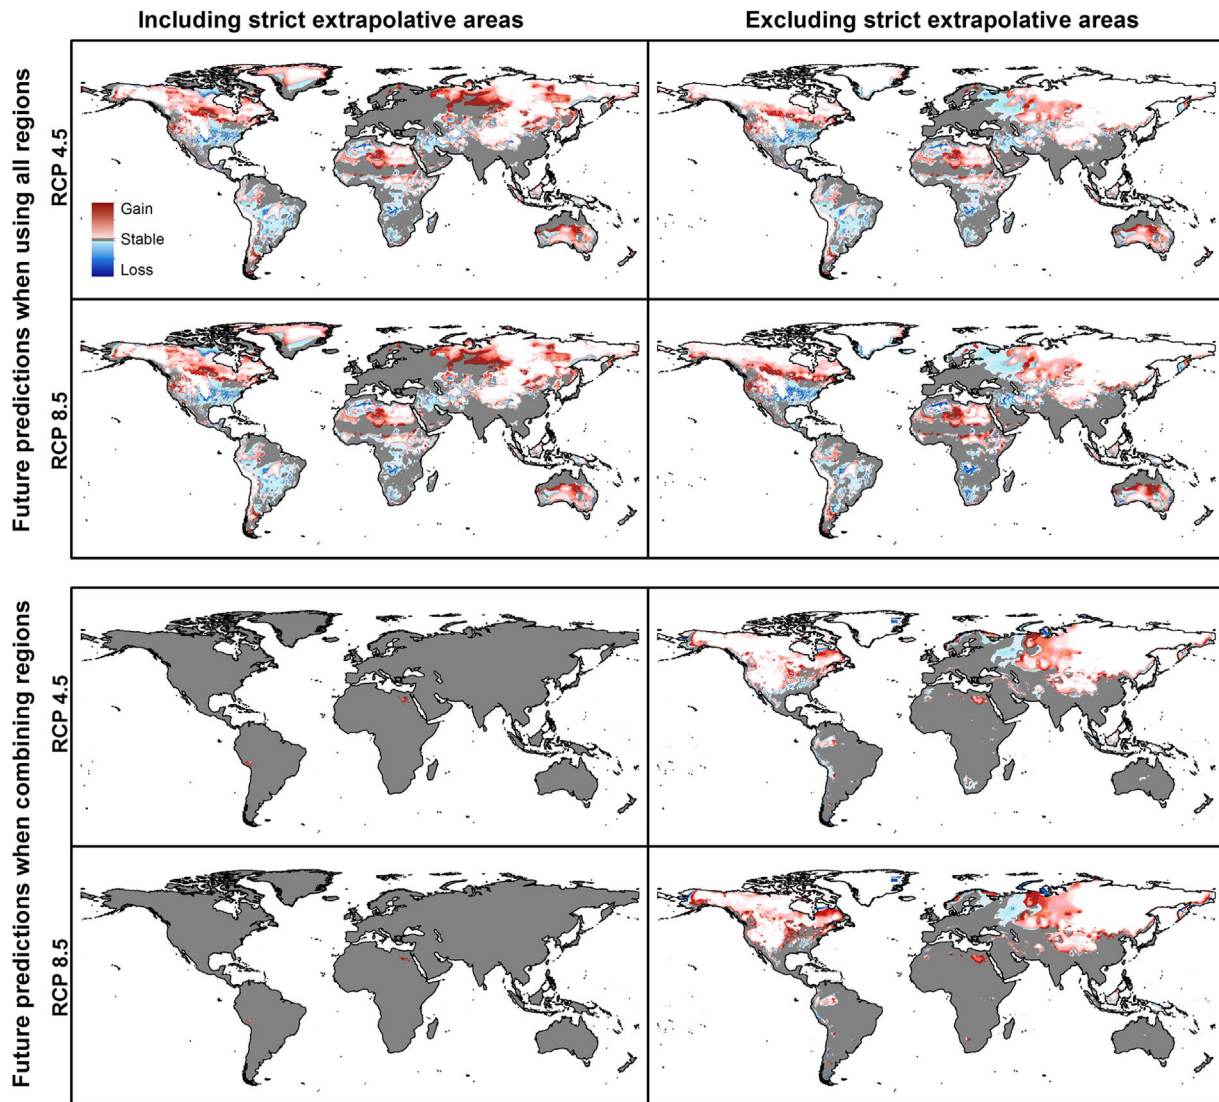 Including strict extrapolative areas
Excluding strict extrapolative areas
Future predictions when using all regions
RCP 4.5
Gain
Stable
Loss
RCP 8.5
Future predictions when combining regions
RCP 4.5
RCP 8.5